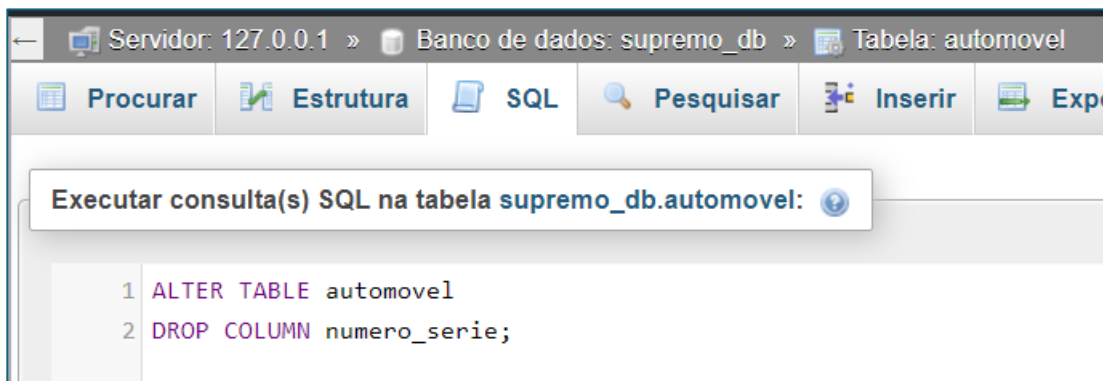 ← Servidor: 127.0.0.1 » Banco de dados: supremo_db » Tabela: automovel
Procurar Estrutura SQL Pesquisar Inserir Expo
Executar consulta(s) SQL na tabela supremo_db.automovel:
1 ALTER TABLE automovel
2 DROP COLUMN numero_serie;